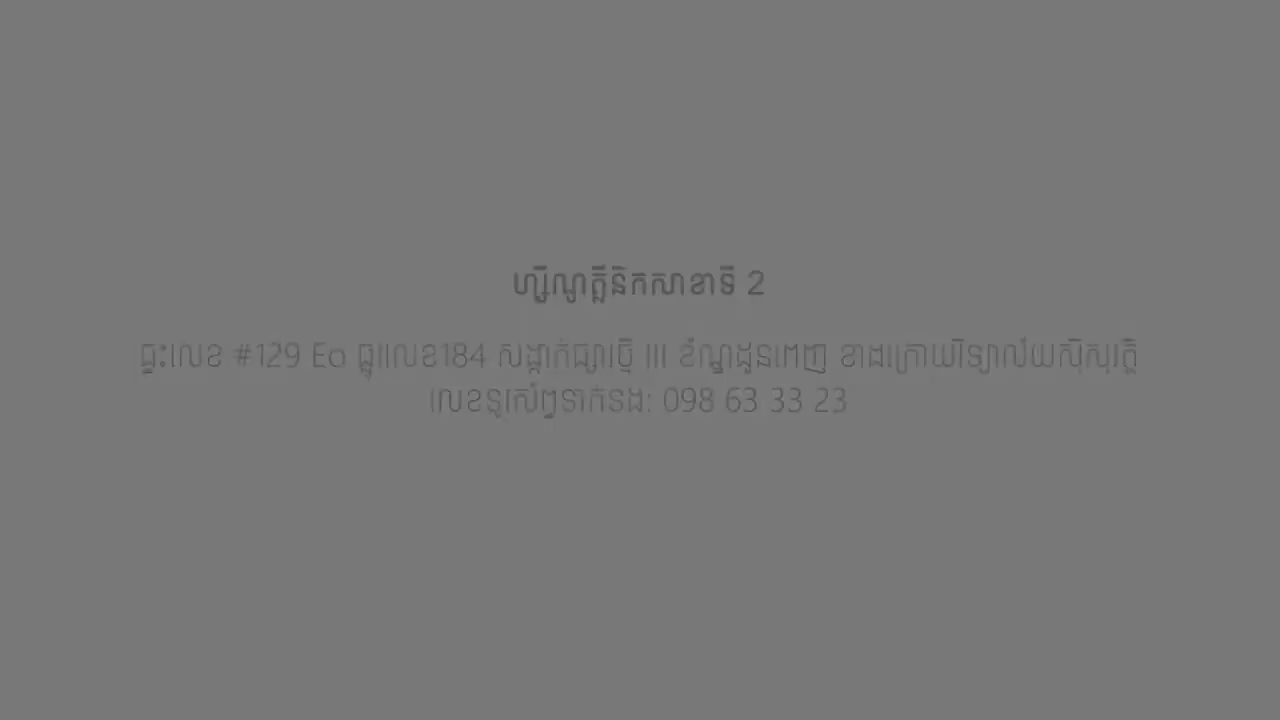 ហ្ស៊ីណូគ្លីនិកសាខាទី 2
ផ្ទះលេខ #129 Eo ផ្លូវលេខ184 សង្កាត់ផ្សារថ្មី III ខ័ណ្ឌដូនពេញ ខាងក្រោយវិទ្យាល័យស៊ីសុវត្ថិ
លេខទូរស័ព្ទទាក់ទង: 098 63 33 23